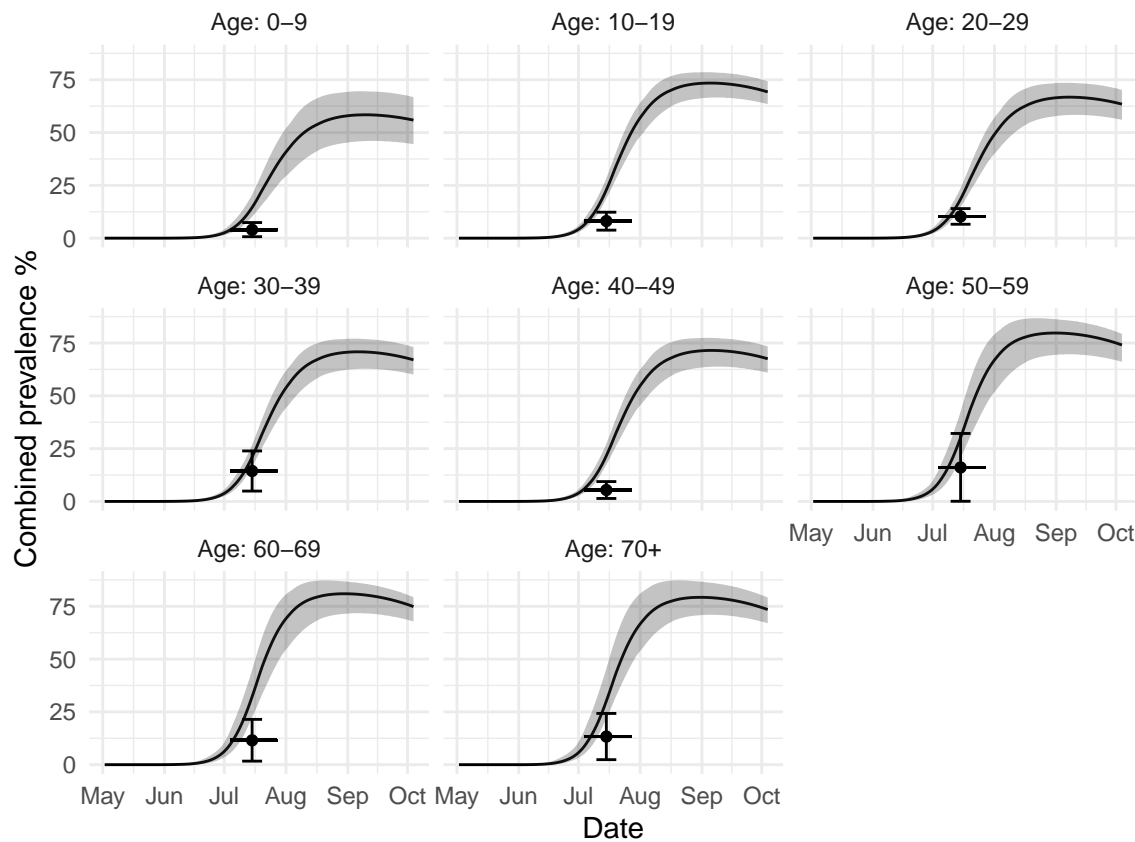 Age: 0–9
Age: 10–19
Age: 20–29
75
50
25
0
Age: 30–39
Age: 40–49
Age: 50–59
75
50
25
0
May Jun Jul Aug Sep Oct
Age: 60–69
Age: 70+
75
50
25
0
May Jun Jul Aug Sep Oct
May Jun Jul Aug Sep Oct
Date
Combined prevalence %